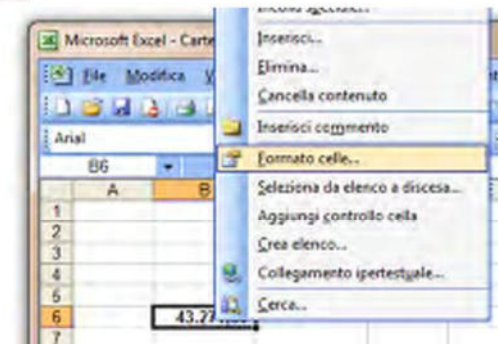 Microsoft Excel - Carte
File Modifica V
Arial
B6
A B
1
2
3
4
5
6 43.27
7
Inserisci...
Elimina...
Cancella contenuto
Inserisci commento
Formato celle...
Seleziona da elenco a discesa...
Aggiungi controllo cella
Crea elenco...
Collegamento ipertestuale...
Cerca...